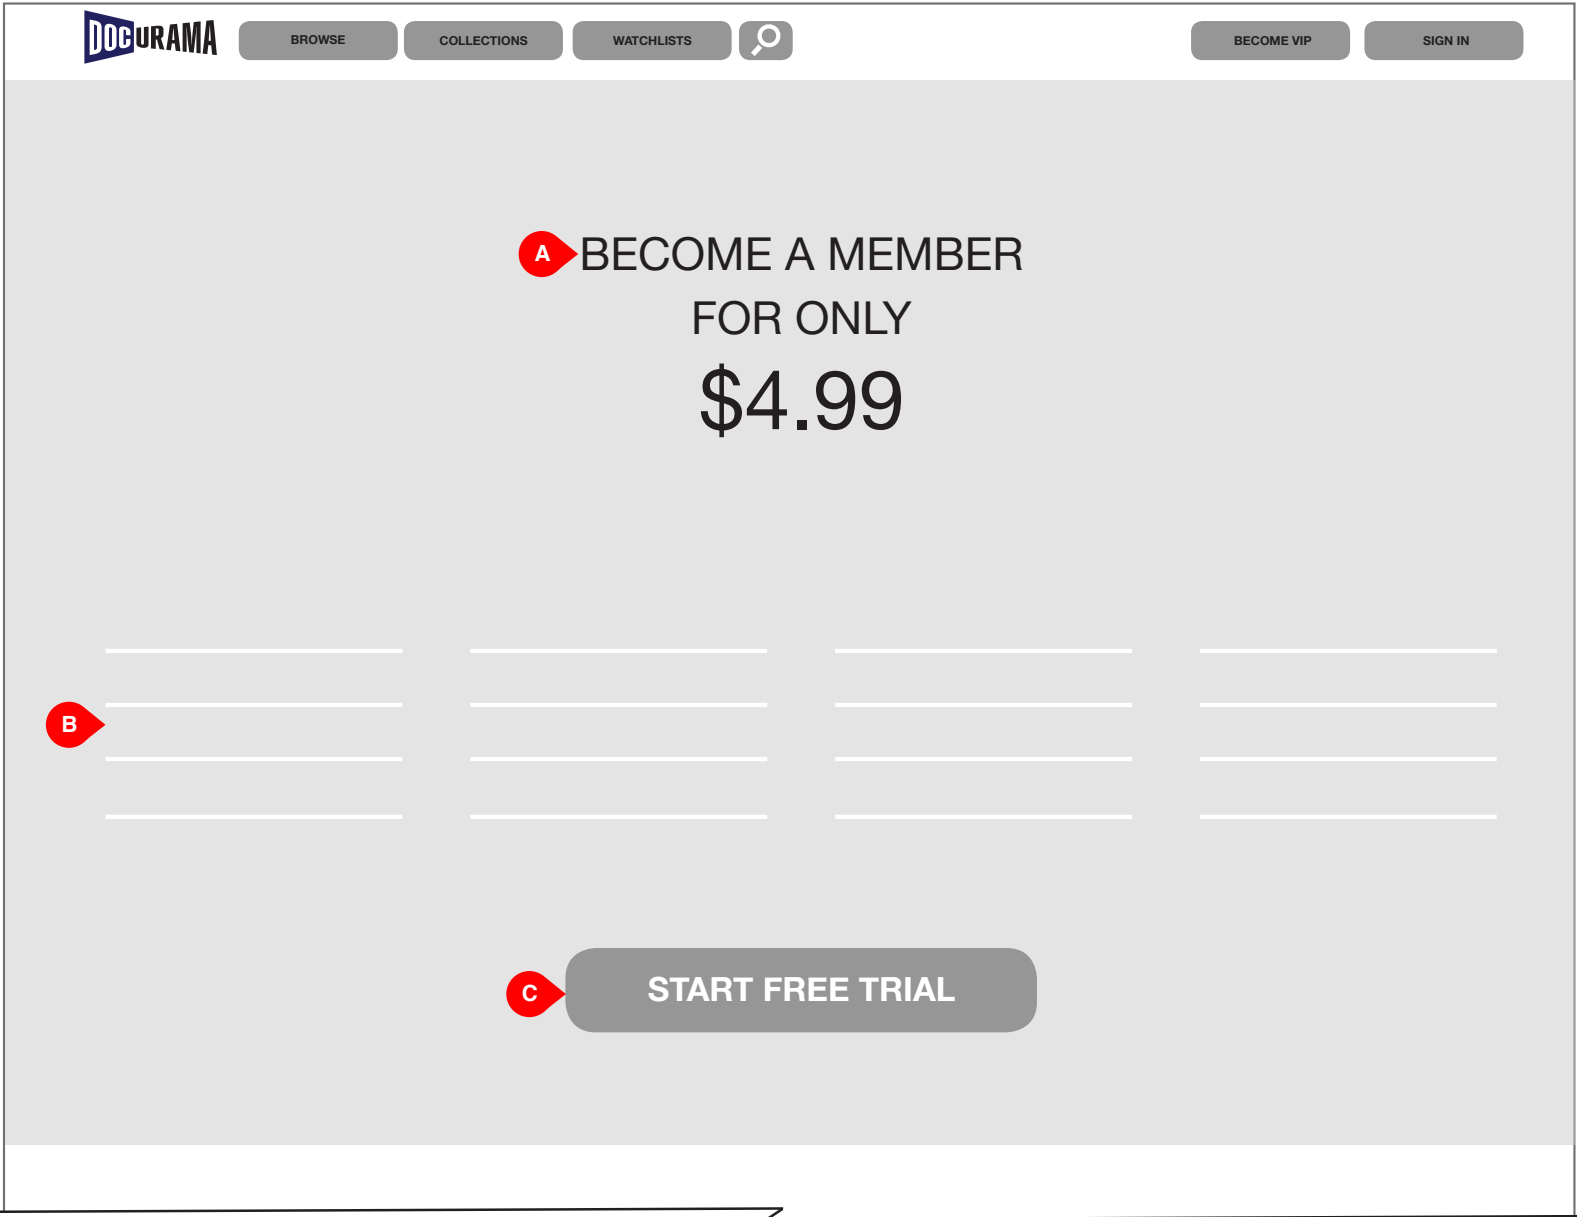 DOCURAMA
BROWSE
COLLECTIONS
WATCHLISTS
BECOME VIP
SIGN IN
A
BECOME A MEMBER
FOR ONLY
$4.99
B
C
START FREE TRIAL